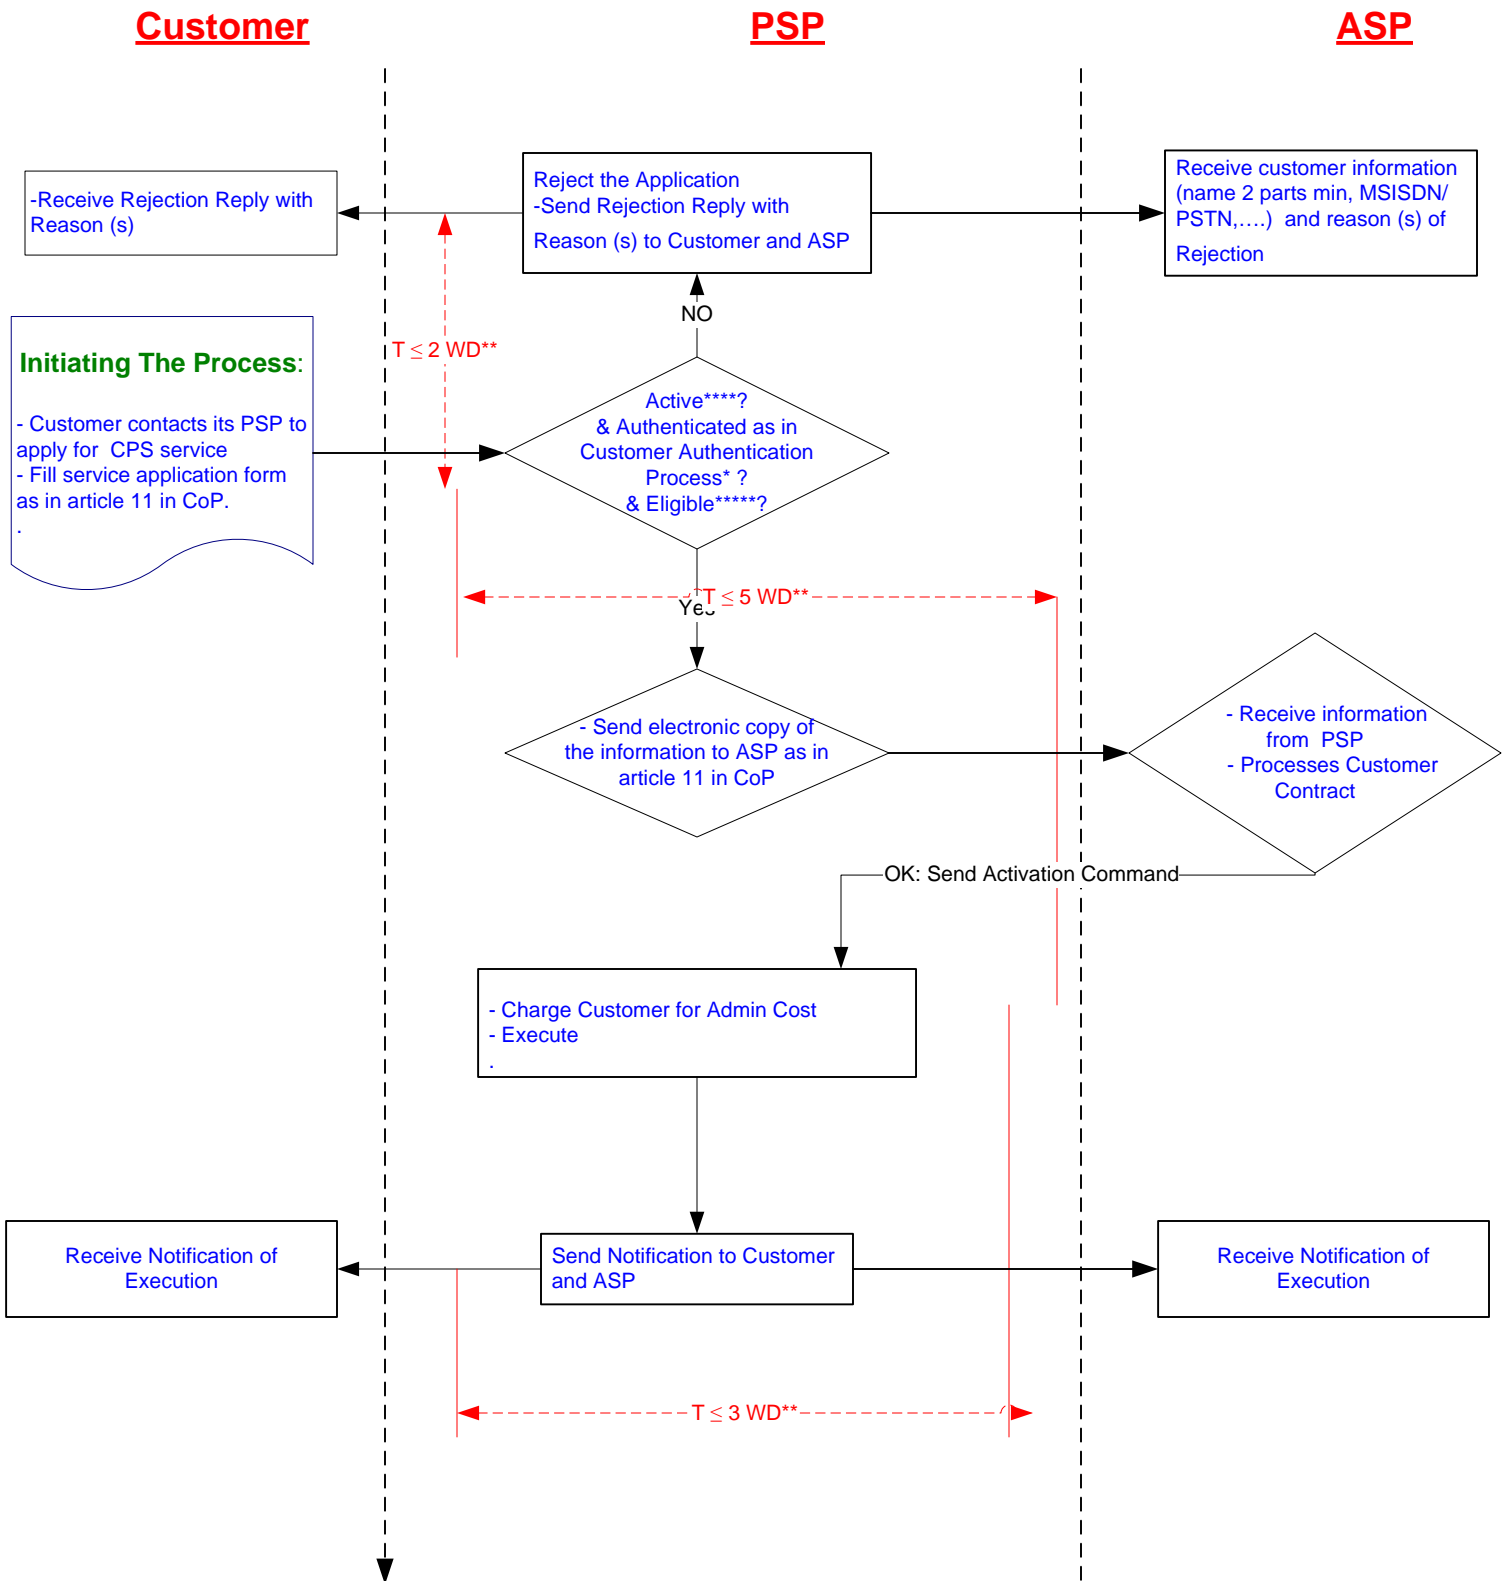 Customer
PSP
ASP
-Receive Rejection Reply with
Reason (s)
Reject the Application
-Send Rejection Reply with
Reason (s) to Customer and ASP
Receive customer information
(name 2 parts min, MSISDN/
PSTN,....)  and reason (s) of
Rejection
NO
T ≤ 2 WD**
Initiating The Process:
- Customer contacts its PSP to
apply for  CPS service
- Fill service application form
as in article 11 in CoP.
.
Active****?
& Authenticated as in
Customer Authentication
Process* ?
& Eligible*****?
T ≤ 5 WD**
Yes
- Send electronic copy of
the information to ASP as in
article 11 in CoP
- Receive information
from  PSP
- Processes Customer
Contract
OK: Send Activation Command
- Charge Customer for Admin Cost
- Execute
.
Receive Notification of
Execution
Send Notification to Customer
and ASP
Receive Notification of
Execution
T ≤ 3 WD**